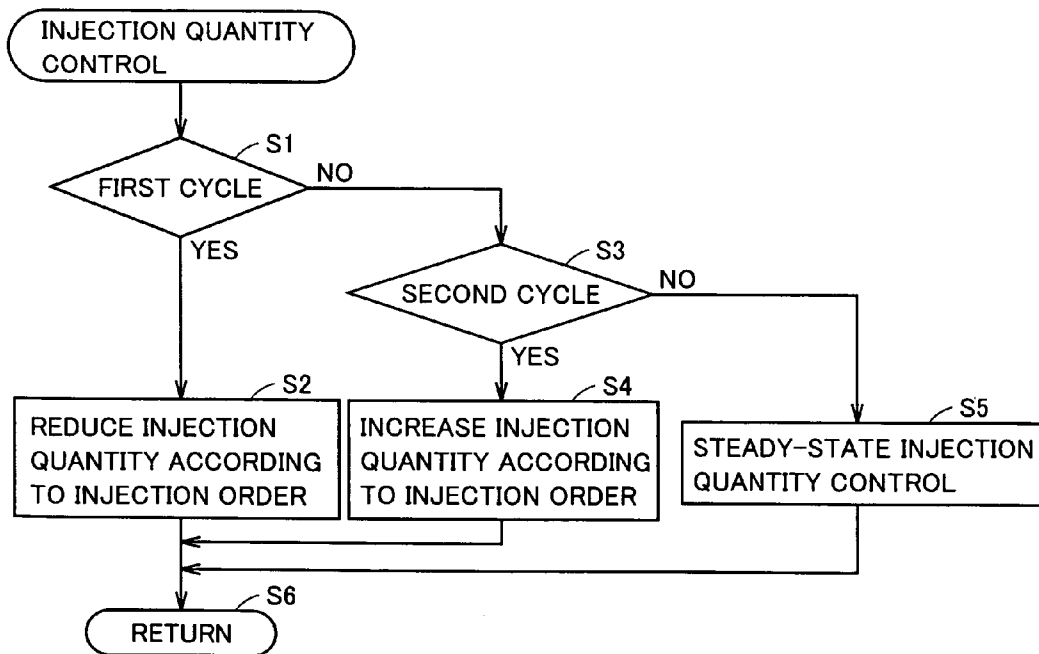 INJECTION QUANTITY
CONTROL
S1
FIRST CYCLE
NO
YES
S3
SECOND CYCLE
NO
YES
S2
REDUCE INJECTION
QUANTITY ACCORDING
TO INJECTION ORDER
S4
INCREASE INJECTION
QUANTITY ACCORDING
TO INJECTION ORDER
S5
STEADY-STATE INJECTION
QUANTITY CONTROL
S6
RETURN